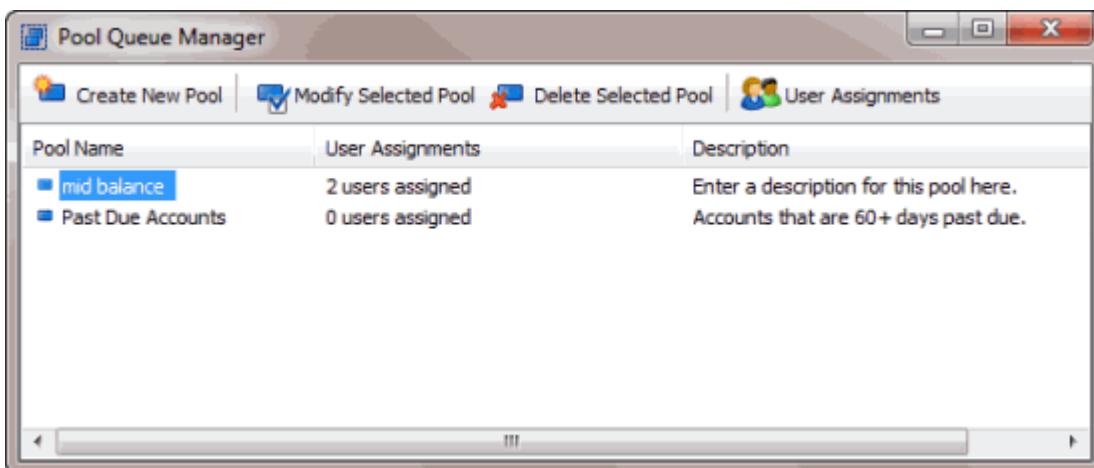 Pool Queue Manager
Create New Pool Modify Selected Pool Delete Selected Pool User Assignments
Pool Name User Assignments Description
mid balance 2 users assigned Enter a description for this pool here.
Past Due Accounts 0 users assigned Accounts that are 60+ days past due.